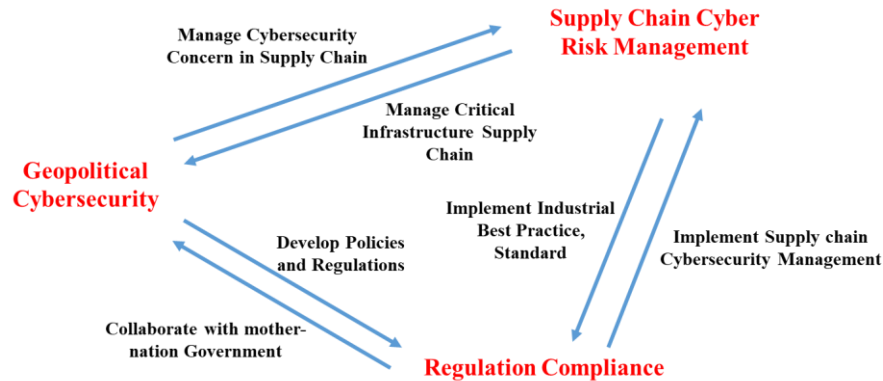 Manage Cybersecurity
Concern in Supply Chain
Supply Chain Cyber
Risk Management
Manage Critical
Infrastructure Supply
Chain
Geopolitical
Cybersecurity
Implement Industrial
Best Practice,
Standard
Implement Supply chain
Cybersecurity Management
Develop Policies
and Regulations
Collaborate with mother-
nation Government
Regulation Compliance